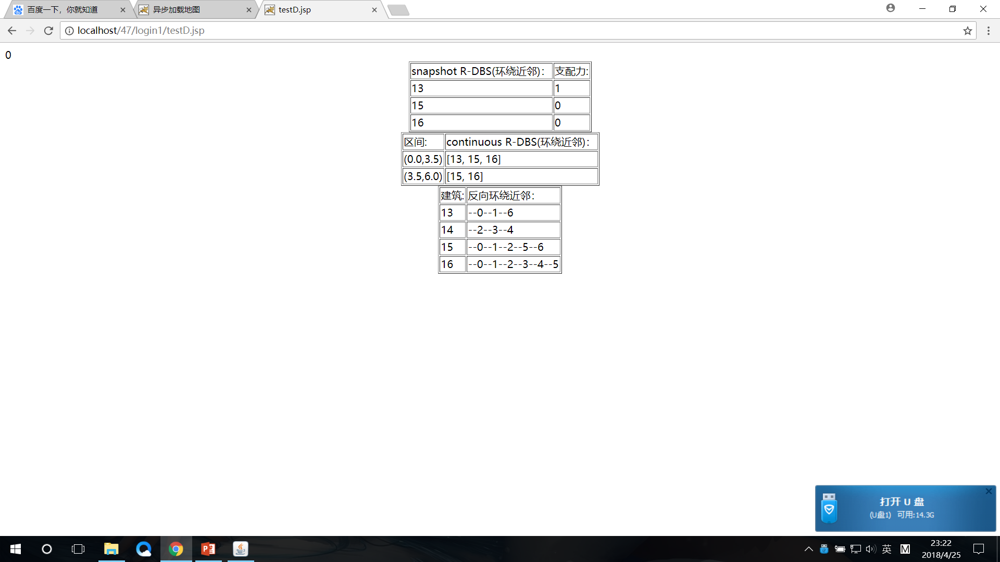 百度一下，你就知道
异步加载地图
testD.jsp
localhost/47/login1/testD.jsp
0
snapshot R-DBS(环绕近邻)： 支配力:
13 1
15 0
16 0
区间: continuous R-DBS(环绕近邻)：
(0.0,3.5) [13, 15, 16]
(3.5,6.0) [15, 16]
建筑: 反向环绕近邻：
13 --0--1--6
14 --2--3--4
15 --0--1--2--5--6
16 --0--1--2--3--4--5
打开 U 盘
(U盘1) 可用:14.3G
英 M 23:22
2018/4/25